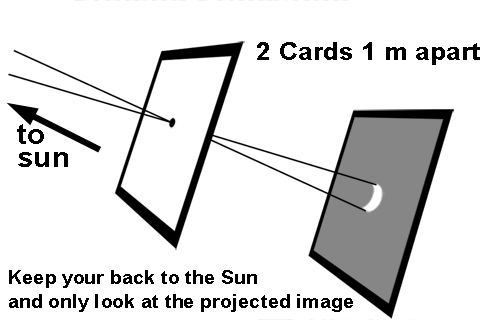 2 Cards 1 m apart
to
sun
Keep your back to the Sun
and only look at the projected image